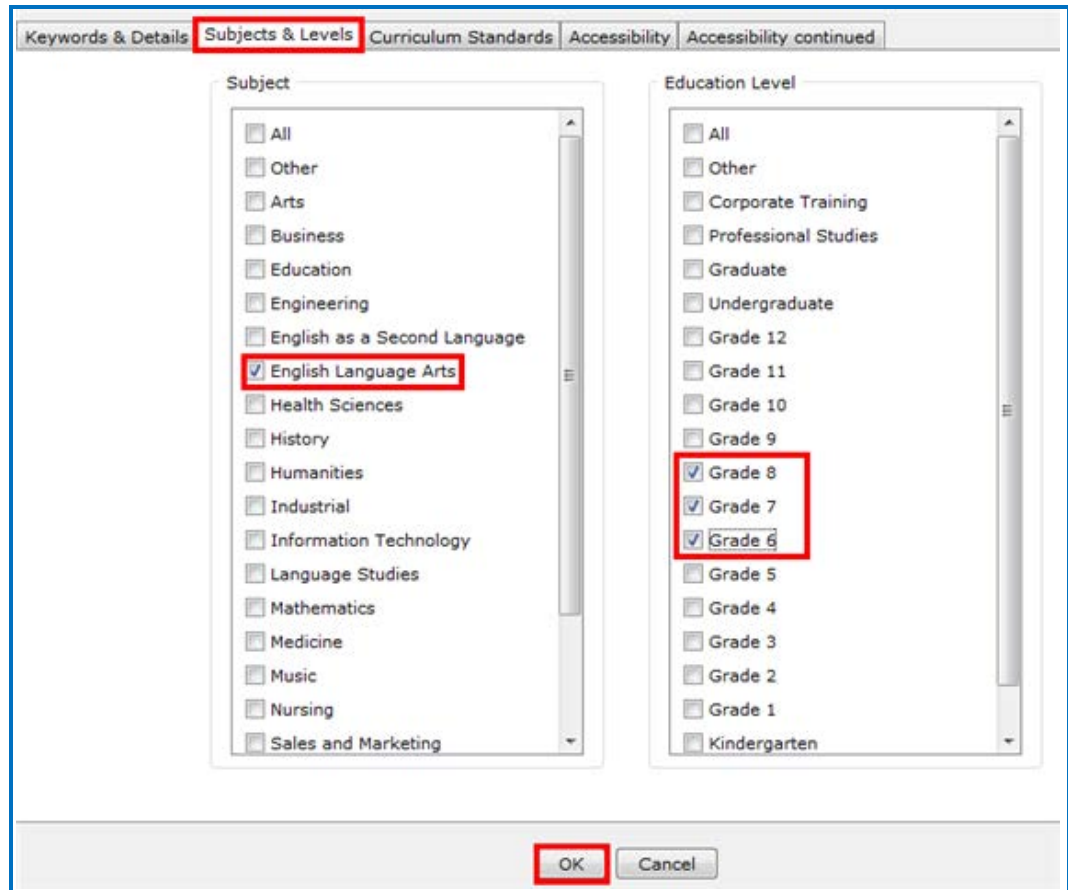 Keywords & Details Subjects & Levels Curriculum Standards Accessibility Accessibility continued
Subject
All
Other
Arts
Business
Education
Engineering
English as a Second Language
English Language Arts
Health Sciences
History
Humanities
Industrial
Information Technology
Language Studies
Mathematics
Medicine
Music
Nursing
Sales and Marketing
Education Level
All
Other
Corporate Training
Professional Studies
Graduate
Undergraduate
Grade 12
Grade 11
Grade 10
Grade 9
Grade 8
Grade 7
Grade 6
Grade 5
Grade 4
Grade 3
Grade 2
Grade 1
Kindergarten
OK Cancel